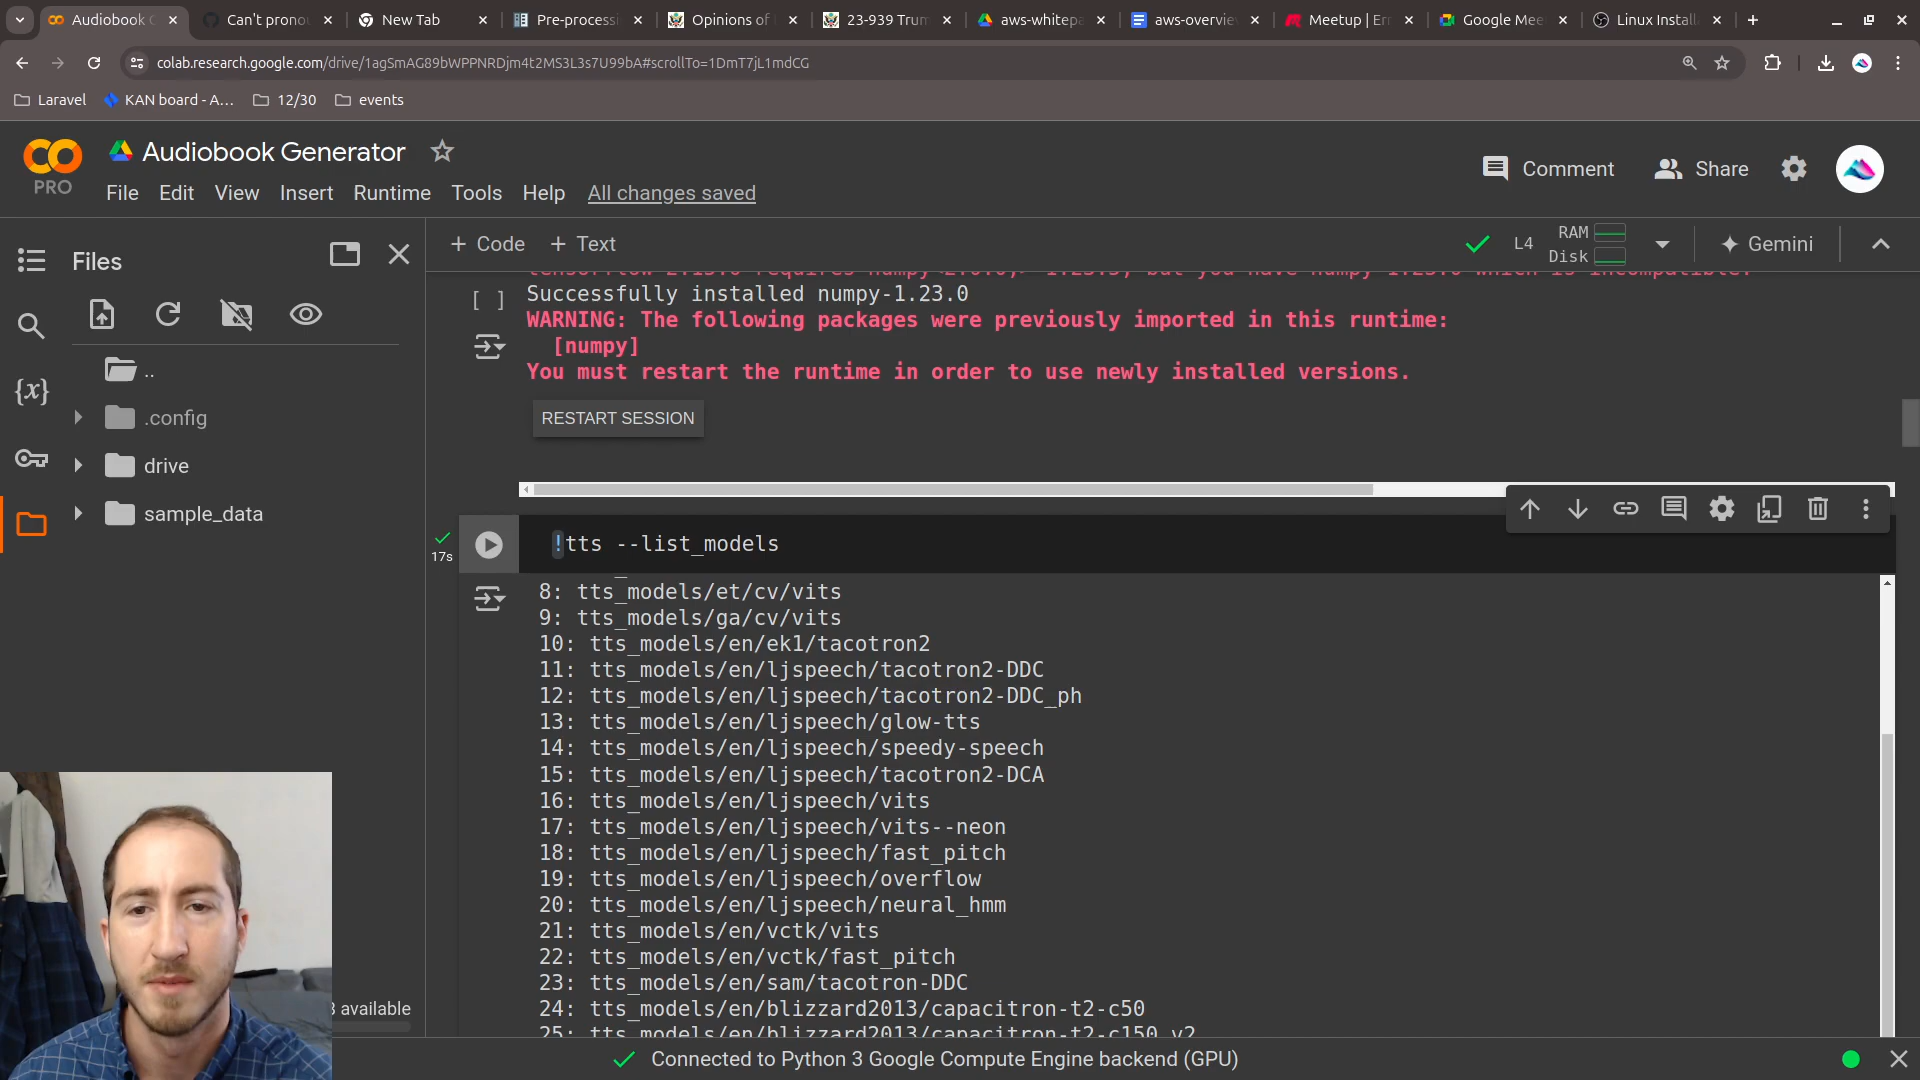 Audiobook G
Can't pronou
New Tab
Pre-processi
Opinions of
23-939 Trum
aws-whitepa
aws-overvie
Meetup | Err
Google Mee
Linux Install
colab.research.google.com/drive/1agSmAG89bWPPNRDjm4t2MS3L3s7U99bA#scrollTo=1DmT7jL1mdCG
Laravel
KAN board - A...
12/30
events
PRO
Audiobook Generator
File Edit View Insert Runtime Tools Help All changes saved
Comment
Share
Files
+ Code + Text
L4
RAM
Disk
Gemini
..
.config
drive
sample_data
[ ]
Successfully installed numpy-1.23.0
WARNING: The following packages were previously imported in this runtime:
[numpy]
You must restart the runtime in order to use newly installed versions.
RESTART SESSION
17s
!tts --list_models
8: tts_models/et/cv/vits
9: tts_models/ga/cv/vits
10: tts_models/en/ek1/tacotron2
11: tts_models/en/ljspeech/tacotron2-DDC
12: tts_models/en/ljspeech/tacotron2-DDC_ph
13: tts_models/en/ljspeech/glow-tts
14: tts_models/en/ljspeech/speedy-speech
15: tts_models/en/ljspeech/tacotron2-DCA
16: tts_models/en/ljspeech/vits
17: tts_models/en/ljspeech/vits--neon
18: tts_models/en/ljspeech/fast_pitch
19: tts_models/en/ljspeech/overflow
20: tts_models/en/ljspeech/neural_hmm
21: tts_models/en/vctk/vits
22: tts_models/en/vctk/fast_pitch
23: tts_models/en/sam/tacotron-DDC
24: tts_models/en/blizzard2013/capacitron-t2-c50
25: tts_models/en/blizzard2013/capacitron-t2-c150_v2
available
Connected to Python 3 Google Compute Engine backend (GPU)